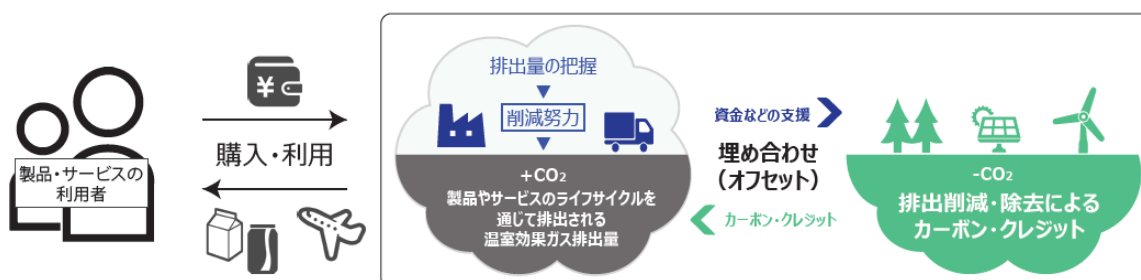 ¥
購入・利用
製品・サービスの
利用者
排出量の把握
▼
削減努力
▼
+CO₂
製品やサービスのライフサイクルを
通じて排出される
温室効果ガス排出量
資金などの支援
埋め合わせ
（オフセット）
カーボン・クレジット
-CO₂
排出削減・除去による
カーボン・クレジット